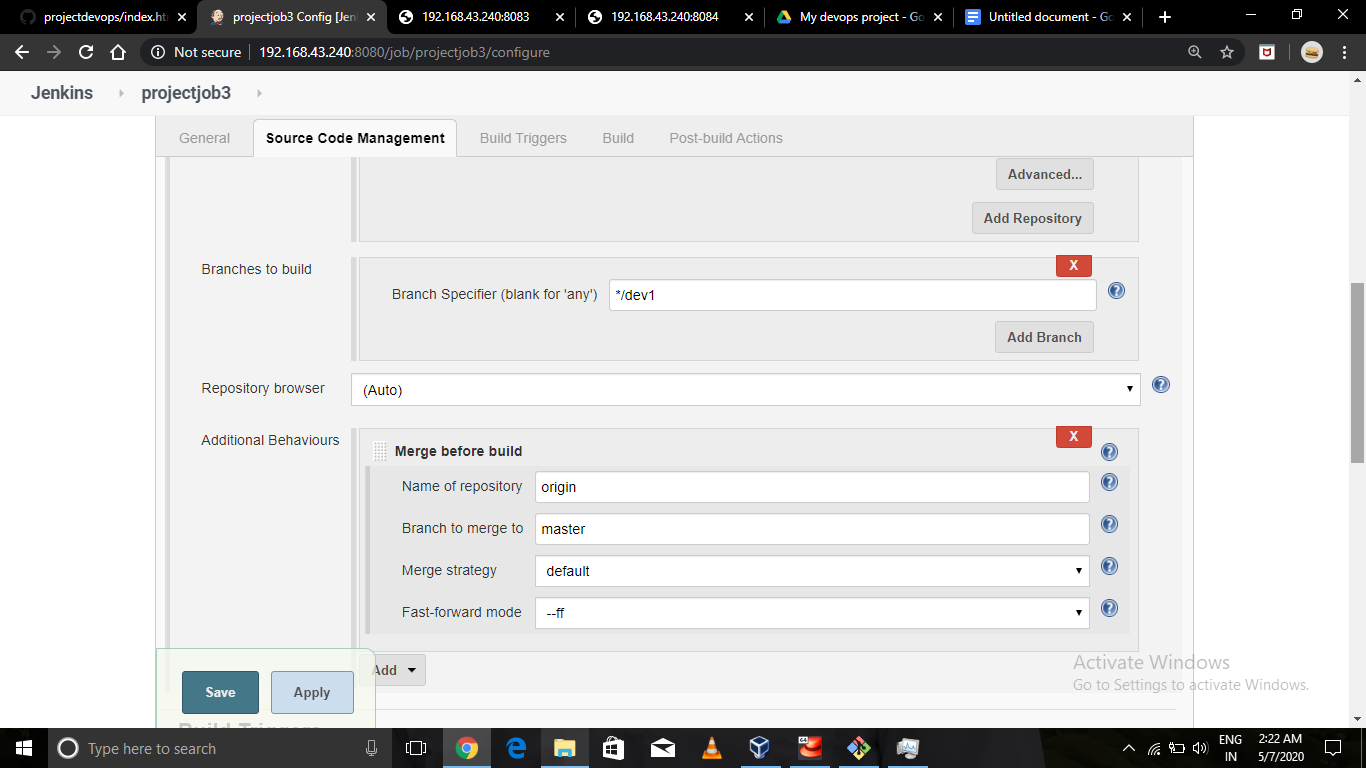 projectdevops/index.ht
projectjob3 Config [Jen
192.168.43.240:8083
192.168.43.240:8084
My devops project - Go
Untitled document - Go
Not secure | 192.168.43.240:8080/job/projectjob3/configure
Jenkins projectjob3
General Source Code Management Build Triggers Build Post-build Actions
Advanced...
Add Repository
Branches to build
X
Branch Specifier (blank for 'any') */dev1
Add Branch
Repository browser (Auto)
Additional Behaviours
X
Merge before build
Name of repository origin
Branch to merge to master
Merge strategy default
Fast-forward mode --ff
Add
Save Apply
Build Triggers
Activate Windows
Go to Settings to activate Windows.
Type here to search
ENG
IN
2:22 AM
5/7/2020